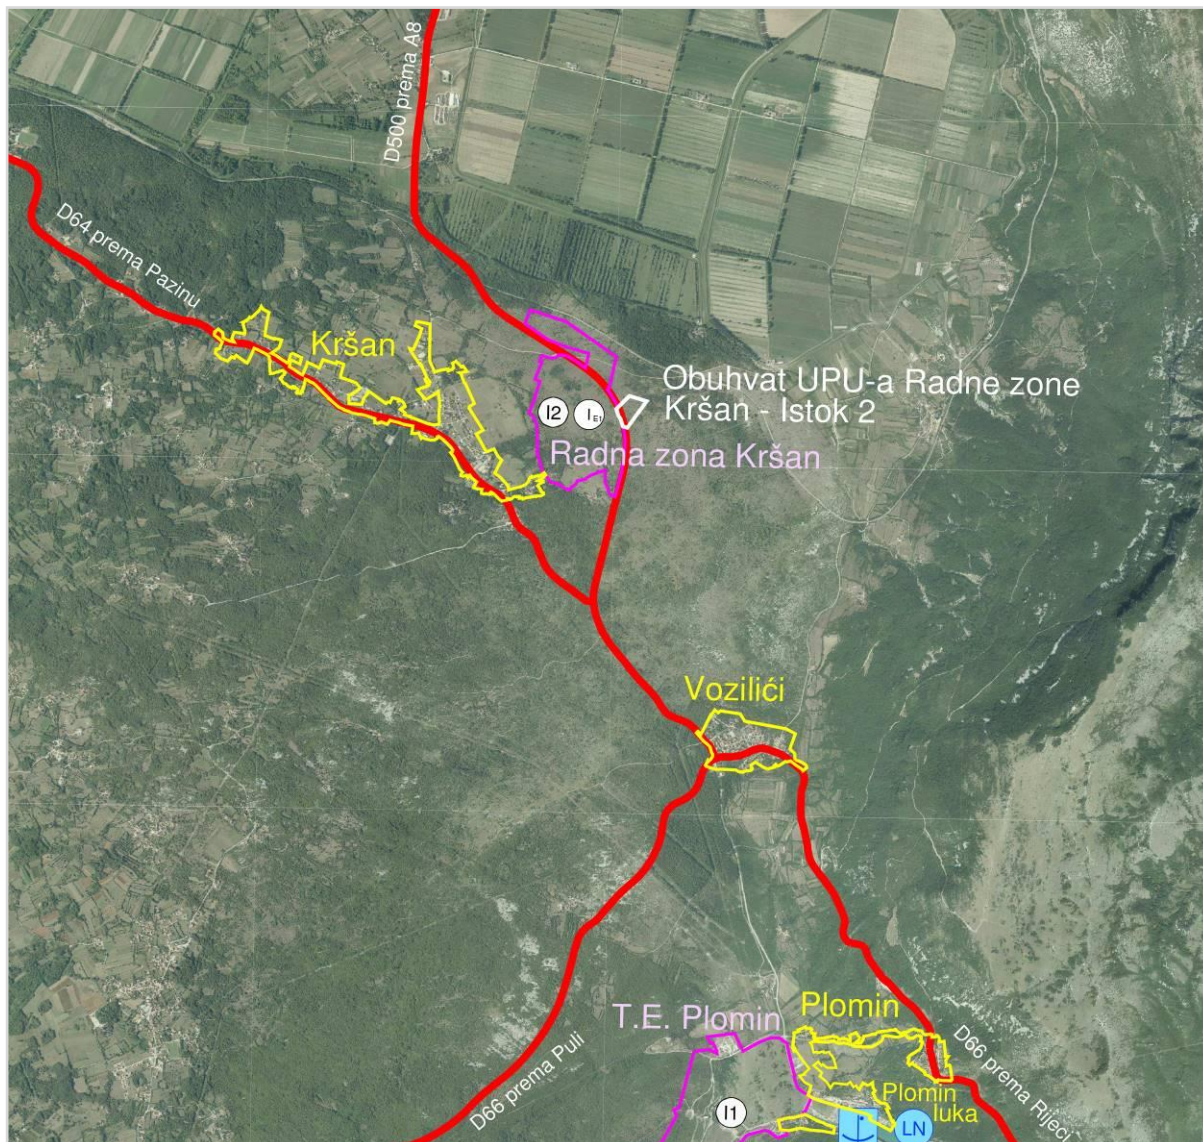 D500 prema A8
D64 prema Pazinu
Kršan
Obuhvat UPU-a Radne zone
Kršan - Istok 2
I2
IE1
Radna zona Kršan
Vozilići
T.E. Plomin
Plomin
D66 prema Puli
D66 prema Rijeci
Plomin
luka
I1
LN